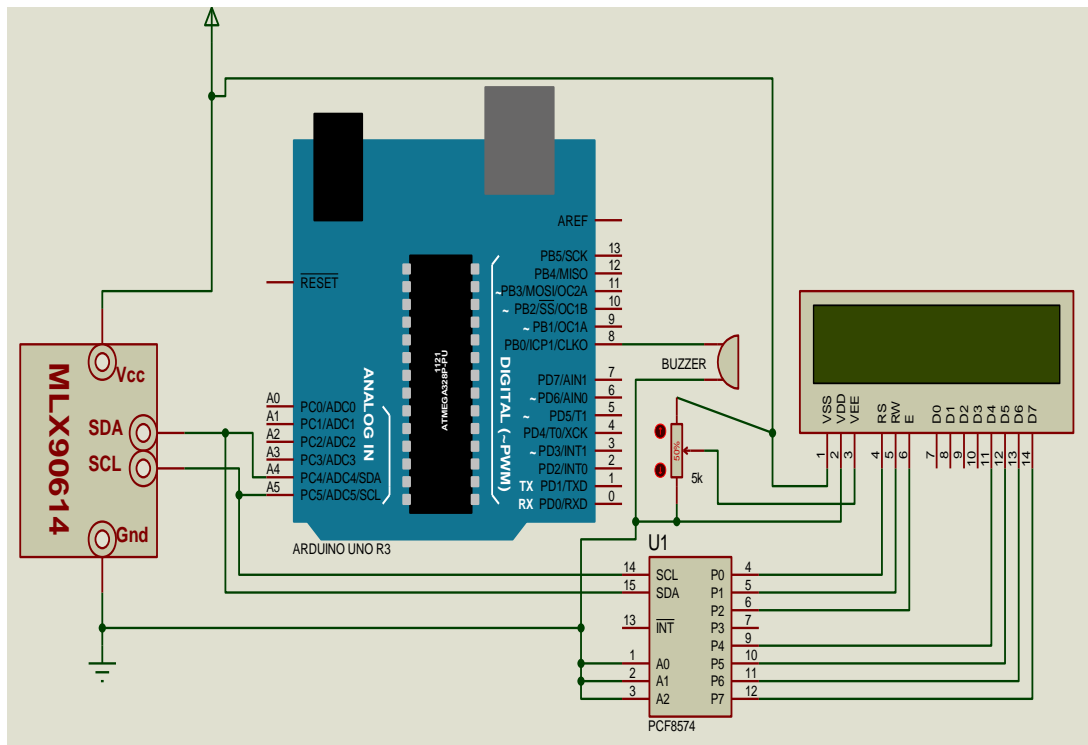 MLX90614
Vcc
SDA
SCL
Gnd
RESET
A0
A1
A2
A3
A4
A5
PC0/ADC0
PC1/ADC1
PC2/ADC2
PC3/ADC3
PC4/ADC4/SDA
PC5/ADC5/SCL
ANALOG IN
1121
ATMEGA328P-PU
DIGITAL (~PWM)
AREF
PB5/SCK 13
PB4/MISO 12
~PB3/MOSI/OC2A 11
~ PB2/SS/OC1B 10
~ PB1/OC1A 9
PB0/ICP1/CLKO 8
PD7/AIN1 7
~ PD6/AIN0 6
~ PD5/T1 5
PD4/T0/XCK 4
~ PD3/INT1 3
PD2/INT0 2
TX PD1/TXD 1
RX PD0/RXD 0
ARDUINO UNO R3
BUZZER
50%
5k
VSS
VDD
VEE
RS
RW
E
D0
D1
D2
D3
D4
D5
D6
D7
1
2
3
4
5
6
7
8
9
10
11
12
13
14
U1
14 SCL P0 4
15 SDA P1 5
P2 6
13 INT P3 7
P4 9
1 A0 P5 10
2 A1 P6 11
3 A2 P7 12
PCF8574